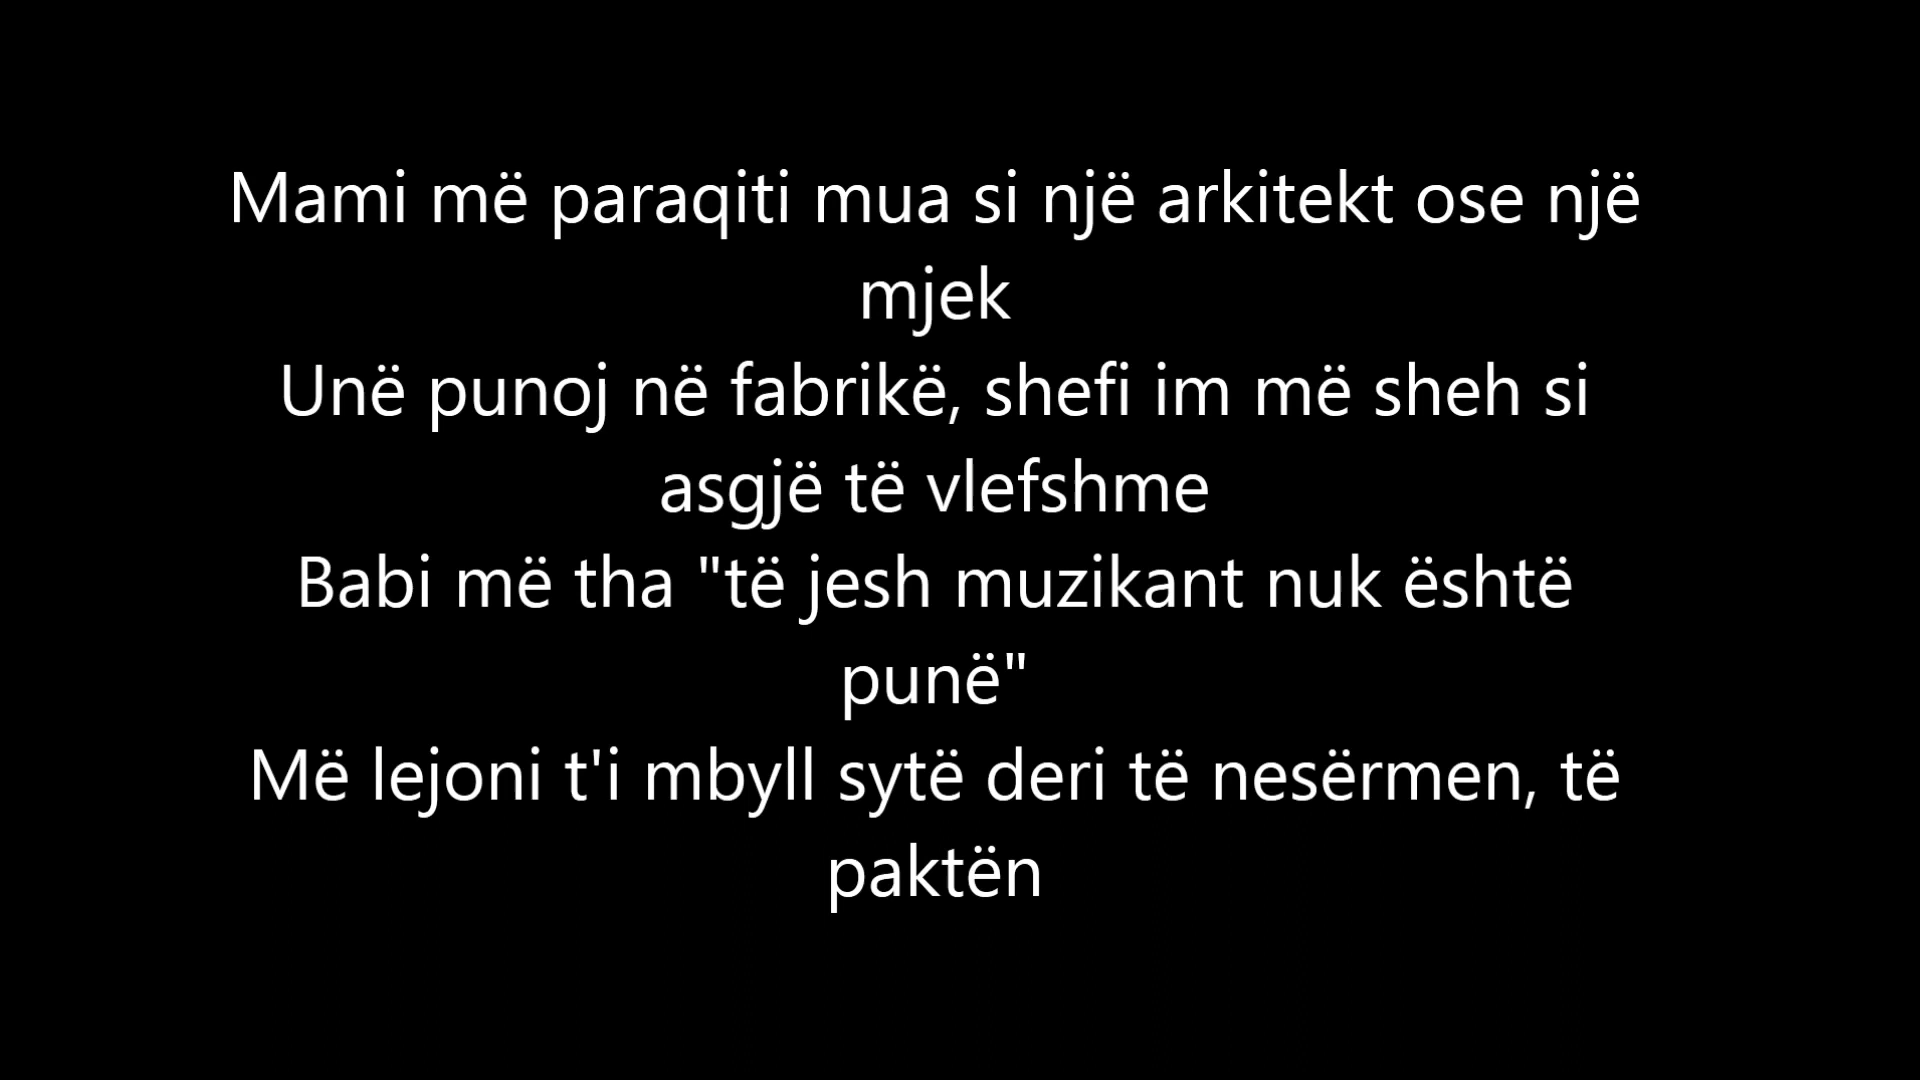 Mami më paraqiti mua si një arkitekt ose një
mjek
Unë punoj në fabrikë, shefi im më sheh si
asgjë të vlefshme
Babi më tha "të jesh muzikant nuk është
punë"
Më lejoni t'i mbyll sytë deri të nesërmen, të
paktën